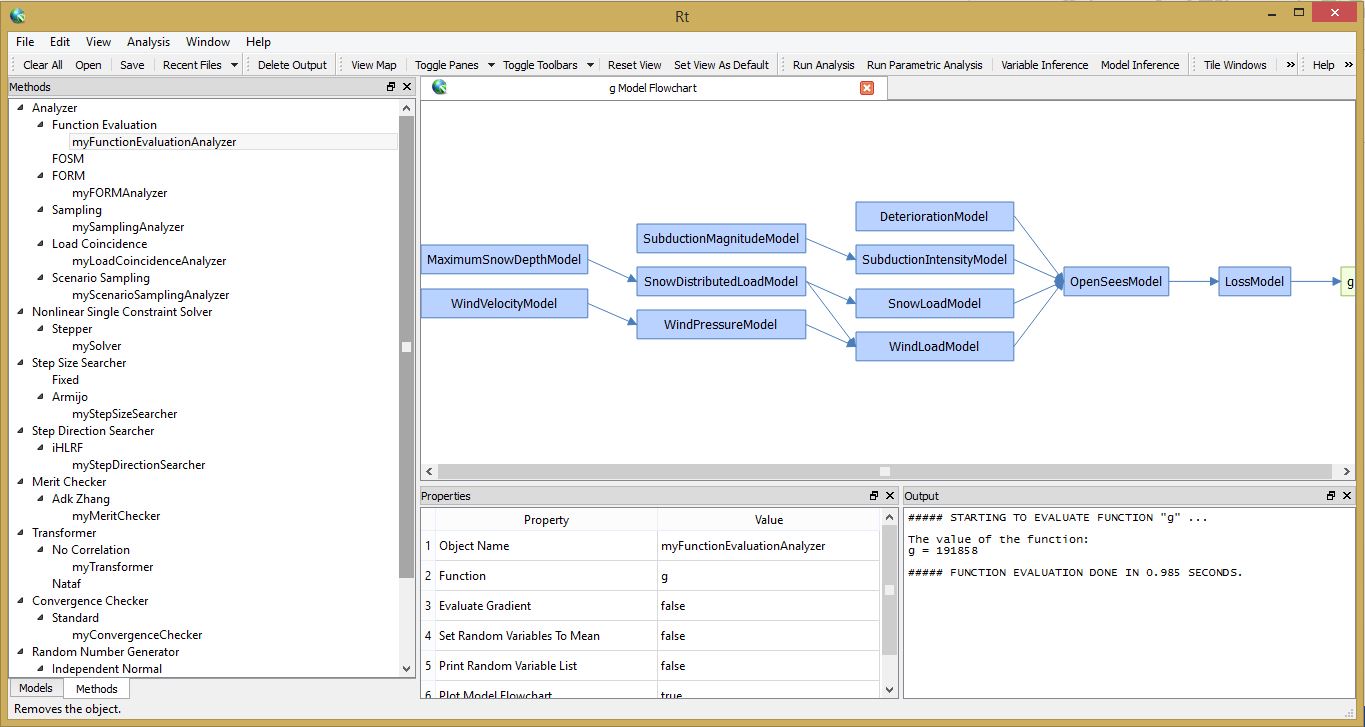 Rt
File Edit View Analysis Window Help
Clear All Open Save Recent Files Delete Output View Map Toggle Panes Toggle Toolbars Reset View Set View As Default Run Analysis Run Parametric Analysis Variable Inference Model Inference Tile Windows » Help »
Methods
Analyzer
Function Evaluation
myFunctionEvaluationAnalyzer
FOSM
FORM
myFORMAnalyzer
Sampling
mySamplingAnalyzer
Load Coincidence
myLoadCoincidenceAnalyzer
Scenario Sampling
myScenarioSamplingAnalyzer
Nonlinear Single Constraint Solver
Stepper
mySolver
Step Size Searcher
Fixed
Armijo
myStepSizeSearcher
Step Direction Searcher
iHLRF
myStepDirectionSearcher
Merit Checker
Adk Zhang
myMeritChecker
Transformer
No Correlation
myTransformer
Nataf
Convergence Checker
Standard
myConvergenceChecker
Random Number Generator
Independent Normal
Models Methods
Removes the object.
g Model Flowchart
MaximumSnowDepthModel
WindVelocityModel
SubductionMagnitudeModel
SnowDistributedLoadModel
WindPressureModel
DeteriorationModel
SubductionIntensityModel
SnowLoadModel
WindLoadModel
OpenSeesModel
LossModel
g
Properties
Property Value
1 Object Name myFunctionEvaluationAnalyzer
2 Function g
3 Evaluate Gradient false
4 Set Random Variables To Mean false
5 Print Random Variable List false
6 Plot Model Flowchart true
Output
##### STARTING TO EVALUATE FUNCTION "g" ...
The value of the function:
g = 191858
##### FUNCTION EVALUATION DONE IN 0.985 SECONDS.